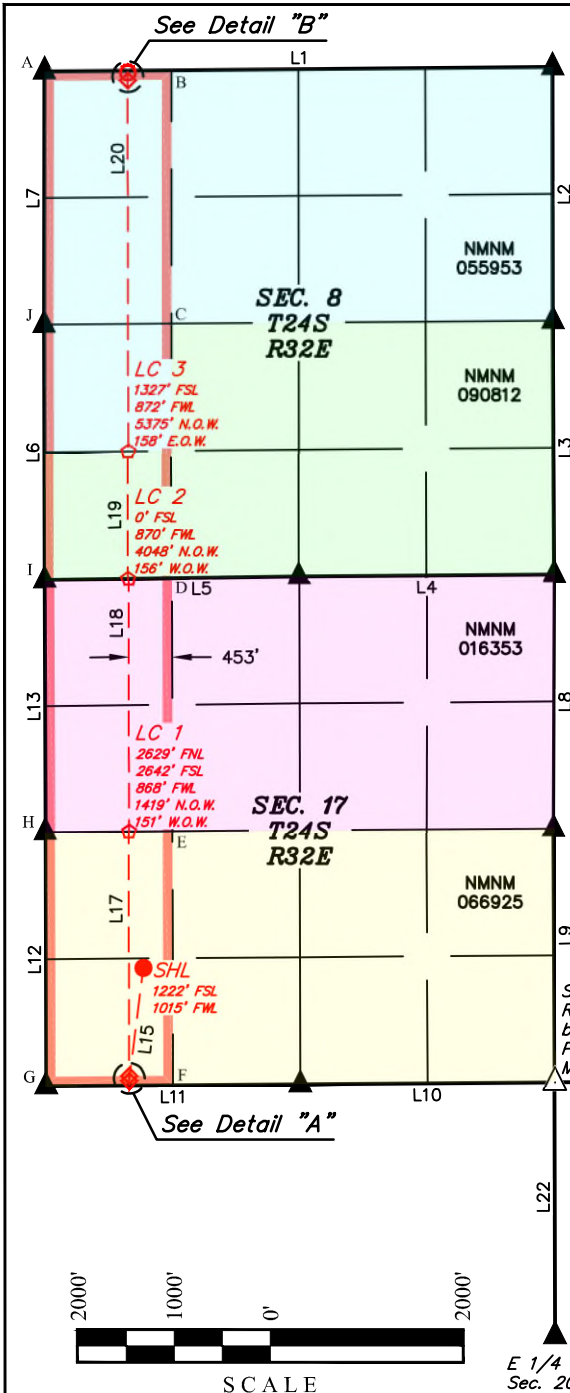 See Detail "B"
A
L1
B
L20
L7
L2
NMNM
055953
SEC. 8
T24S
R32E
J
C
NMNM
090812
LC 3
1327' FSL
872' FWL
5375' N.O.W.
158' E.O.W.
L6
L3
LC 2
0' FSL
870' FWL
4048' N.O.W.
156' W.O.W.
L19
I
D
L5
L4
L18
NMNM
016353
453'
L13
L8
LC 1
2629' FNL
2642' FSL
868' FWL
1419' N.O.W.
151' W.O.W.
SEC. 17
T24S
R32E
H
E
NMNM
066925
L17
L12
L9
SHL
1222' FSL
1015' FWL
S
R
b
F
M
L15
G
F
L11
L10
See Detail "A"
L22
2000'
1000'
0'
2000'
SCALE
E 1/4
Sec. 20